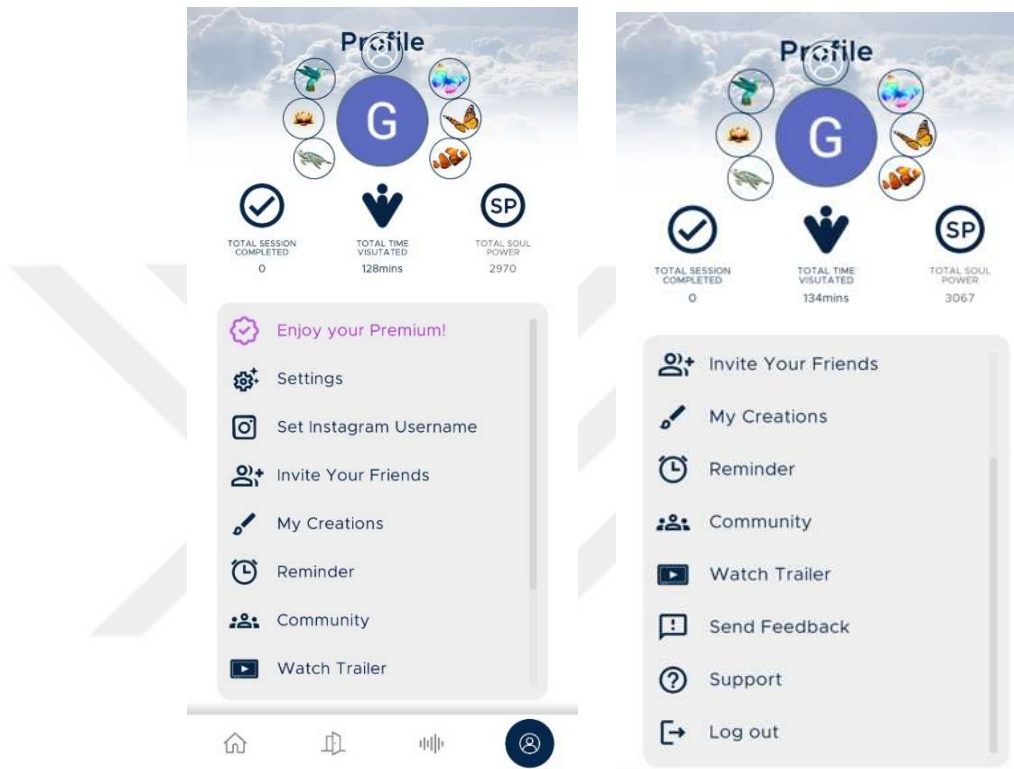 Profile
G
SP
TOTAL SESSION
COMPLETED
0
TOTAL TIME
VISUTATED
128mins
TOTAL SOUL
POWER
2970
Enjoy your Premium!
Settings
Set Instagram Username
Invite Your Friends
My Creations
Reminder
Community
Watch Trailer
Profile
G
SP
TOTAL SESSION
COMPLETED
0
TOTAL TIME
VISUTATED
134mins
TOTAL SOUL
POWER
3067
Invite Your Friends
My Creations
Reminder
Community
Watch Trailer
Send Feedback
Support
Log out